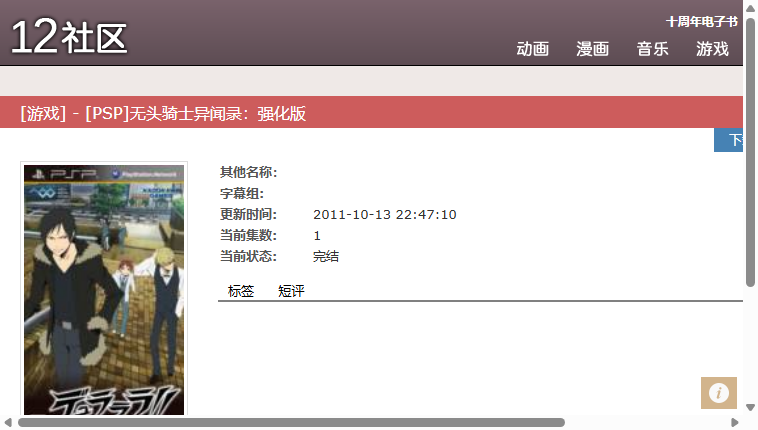 12社区
十周年电子书
动画 漫画 音乐 游戏
[游戏] - [PSP]无头骑士异闻录：强化版
下
PSP PlayStation Network
其他名称:
字幕组:
更新时间: 2011-10-13 22:47:10
当前集数: 1
当前状态: 完结
标签 短评
デュラララ!!